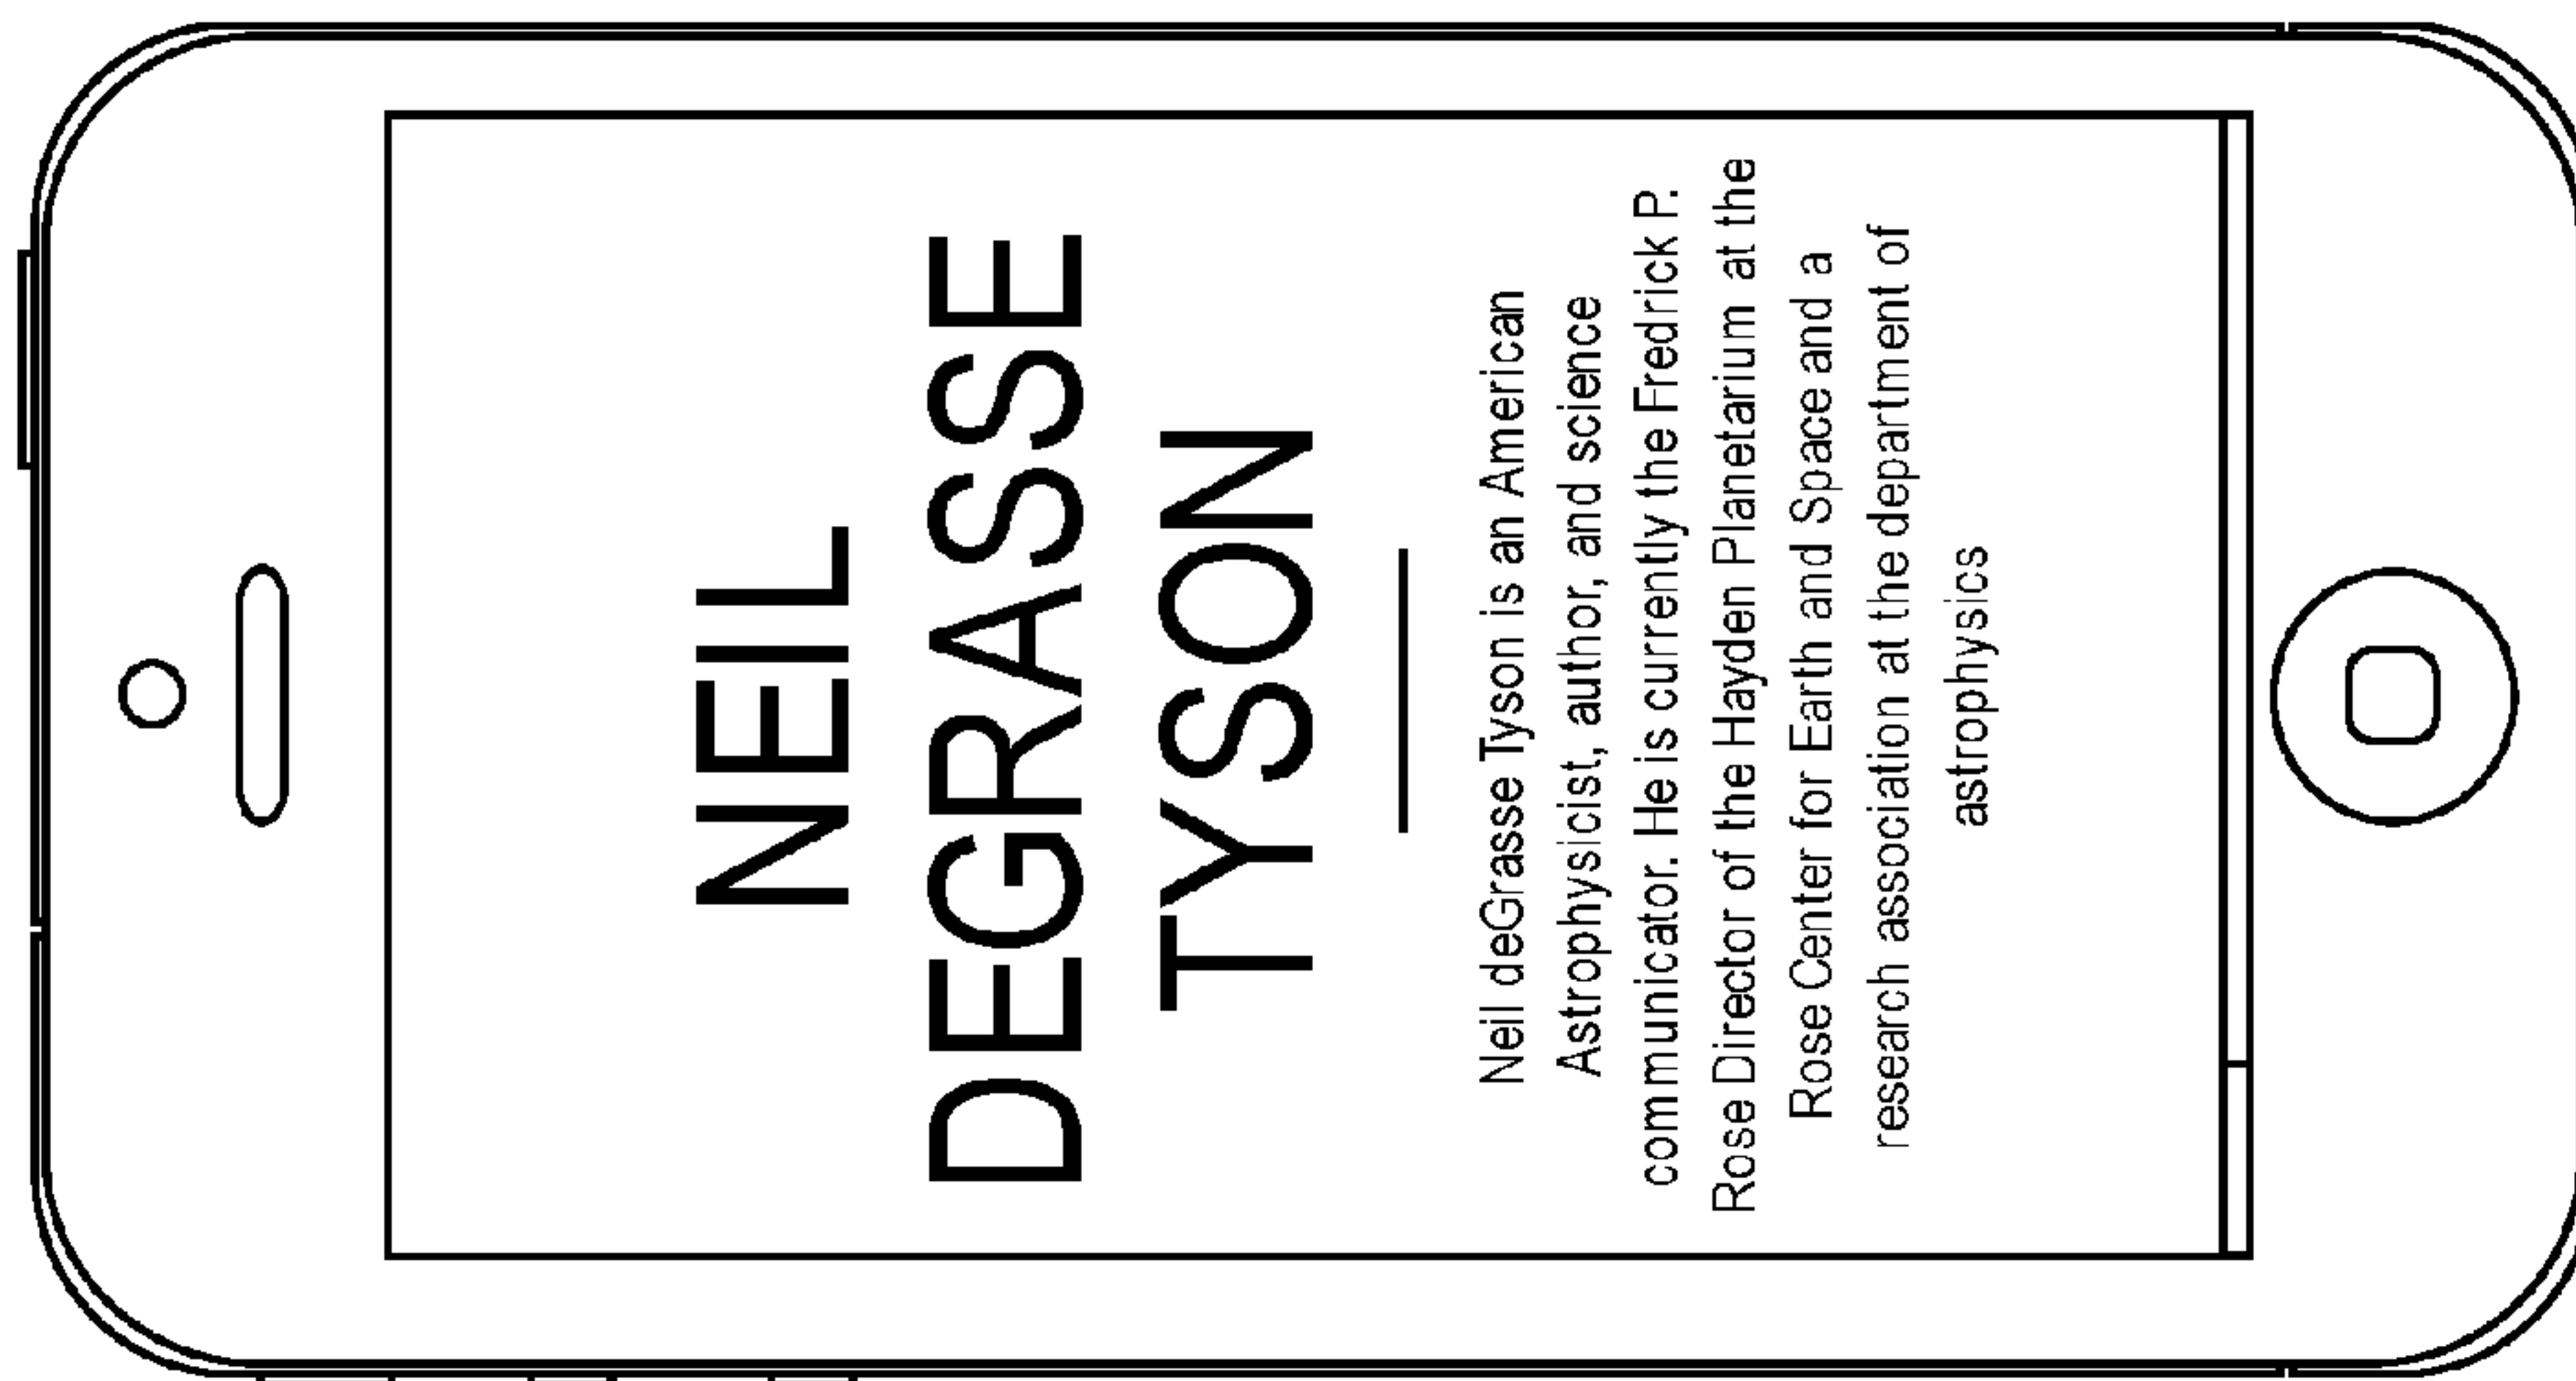 NEIL
DEGRASSE
TYSON
Neil deGrasse Tyson is an American
Astrophysicist, author, and science
communicator. He is currently the Fredrick P.
Rose Director of the Hayden Planetarium at the
Rose Center for Earth and Space and a
research association at the department of
astrophysics